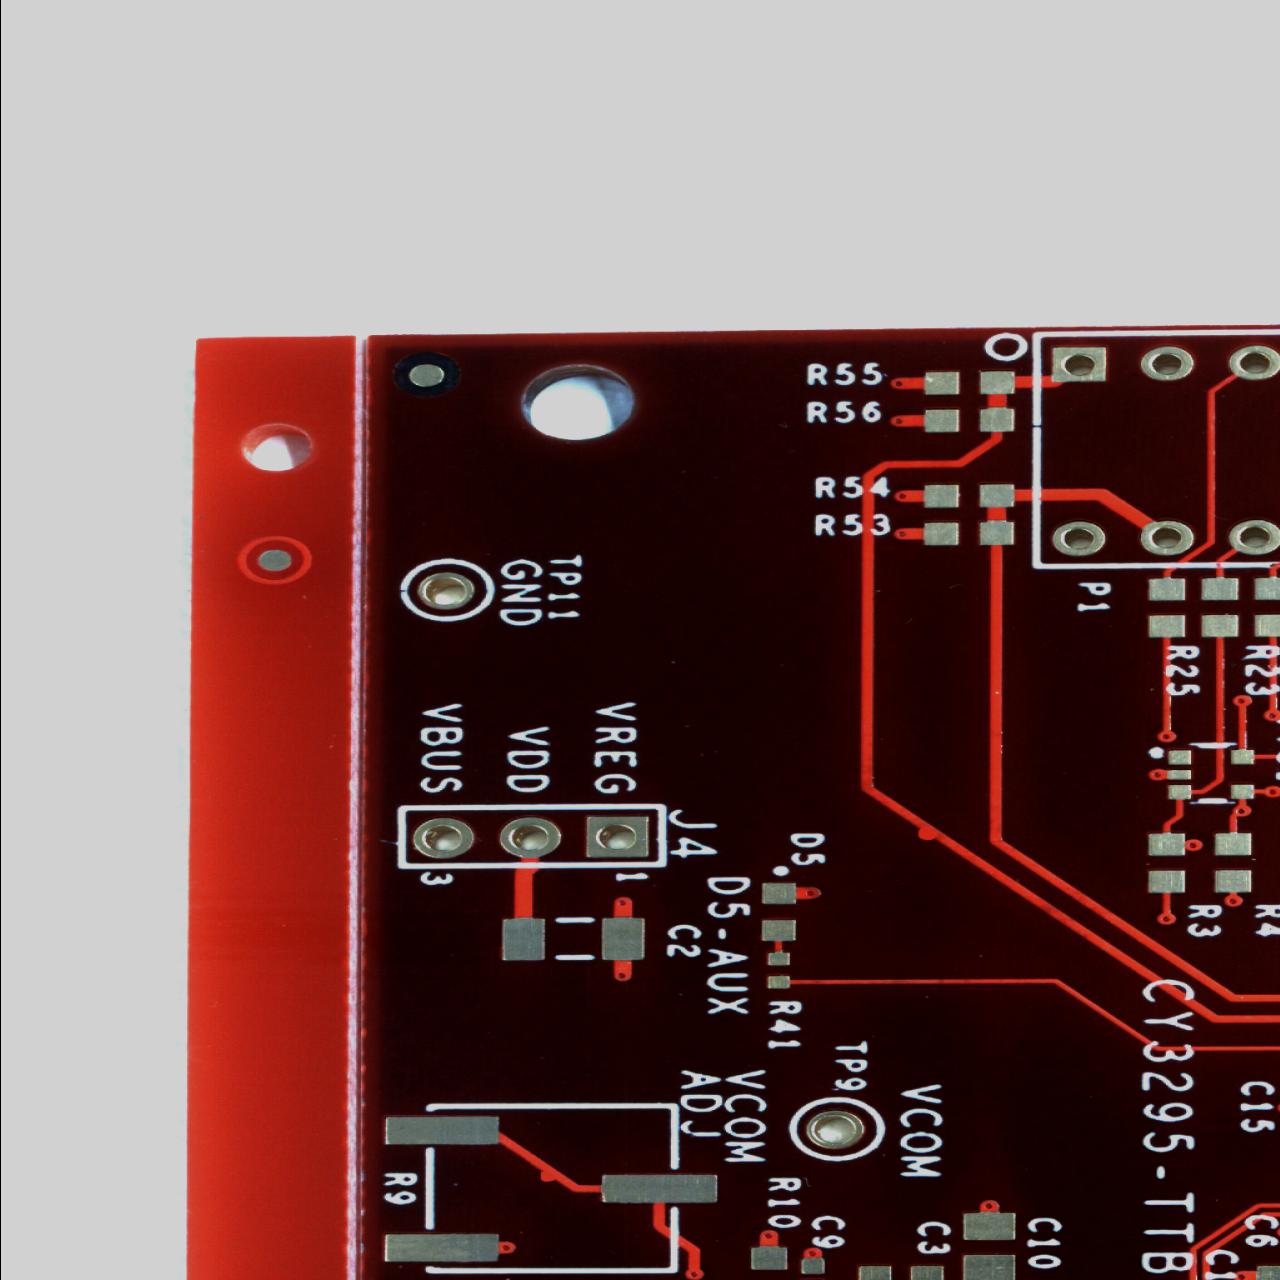 R55
R56
R54
R53
P1
TP11
GND
R25
R23
VBUS
VDD
VREG
J4
3
1
D5
D5-AUX
C2
R3
R4
R41
CY3295-TTB
TP9
VCOM
VCOM
ADJ
C15
R9
R10
C9
C3
C10
C6